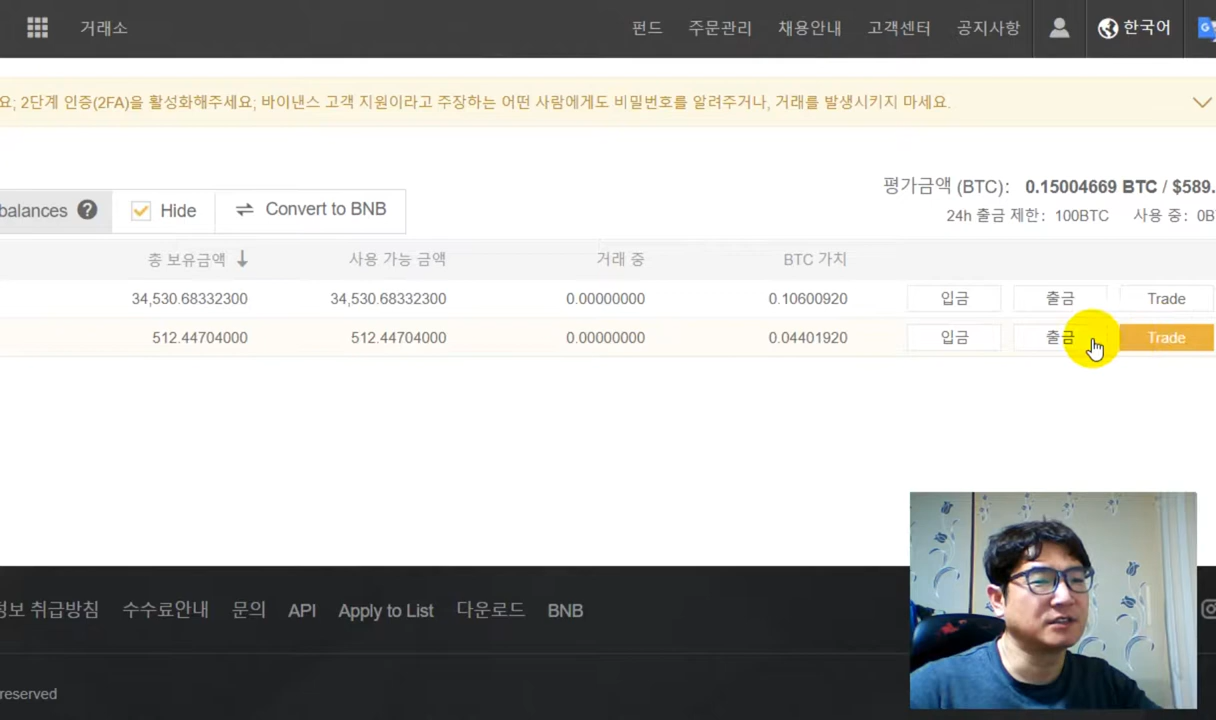 거래소 펀드 주문관리 채용안내 고객센터 공지사항 한국어
요; 2단계 인증(2FA)을 활성화해주세요; 바이낸스 고객 지원이라고 주장하는 어떤 사람에게도 비밀번호를 알려주거나, 거래를 발생시키지 마세요.
평가금액 (BTC): 0.15004669 BTC / $589.
balances ? Hide Convert to BNB
24h 출금 제한: 100BTC 사용 중: 0B
총 보유금액 사용 가능 금액 거래 중 BTC 가치
34,530.68332300 34,530.68332300 0.00000000 0.10600920 입금 출금 Trade
512.44704000 512.44704000 0.00000000 0.04401920 입금 출금 Trade
정보 취급방침 수수료안내 문의 API Apply to List 다운로드 BNB
reserved